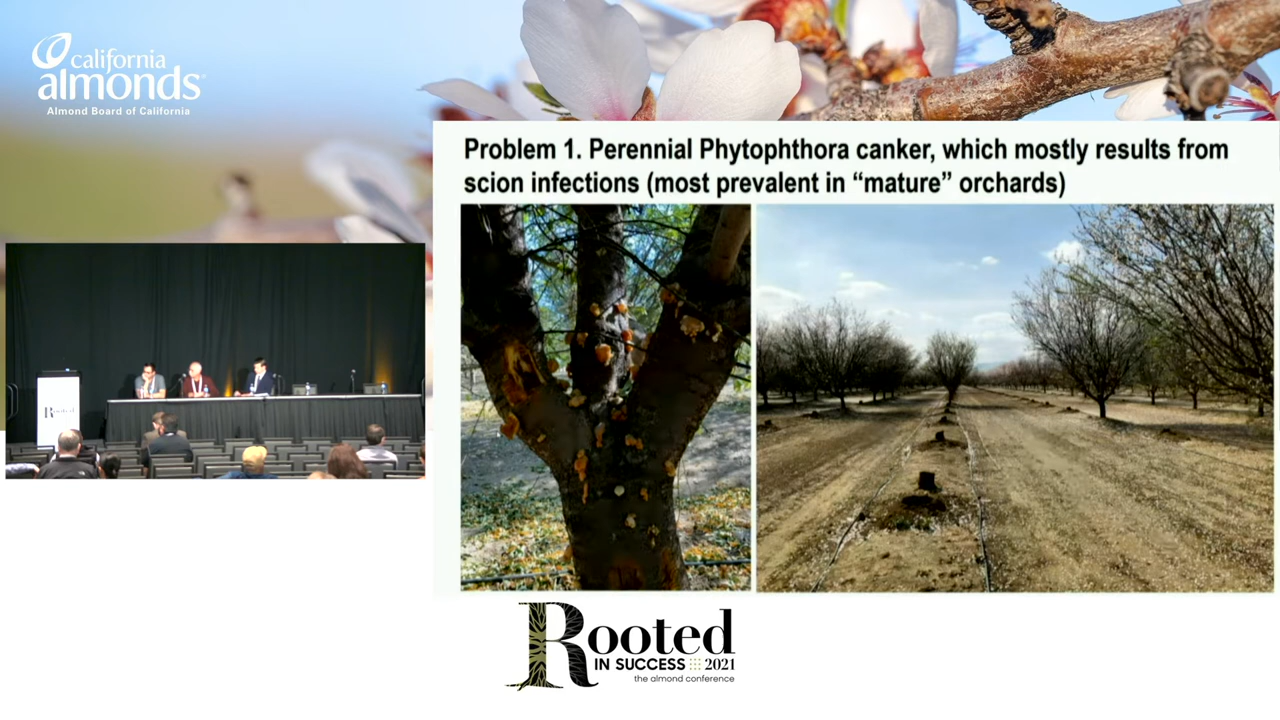 california
almonds
Almond Board of California
Problem 1. Perennial Phytophthora canker, which mostly results from
scion infections (most prevalent in “mature” orchards)
Rooted
Rooted
IN SUCCESS 2021
the almond conference